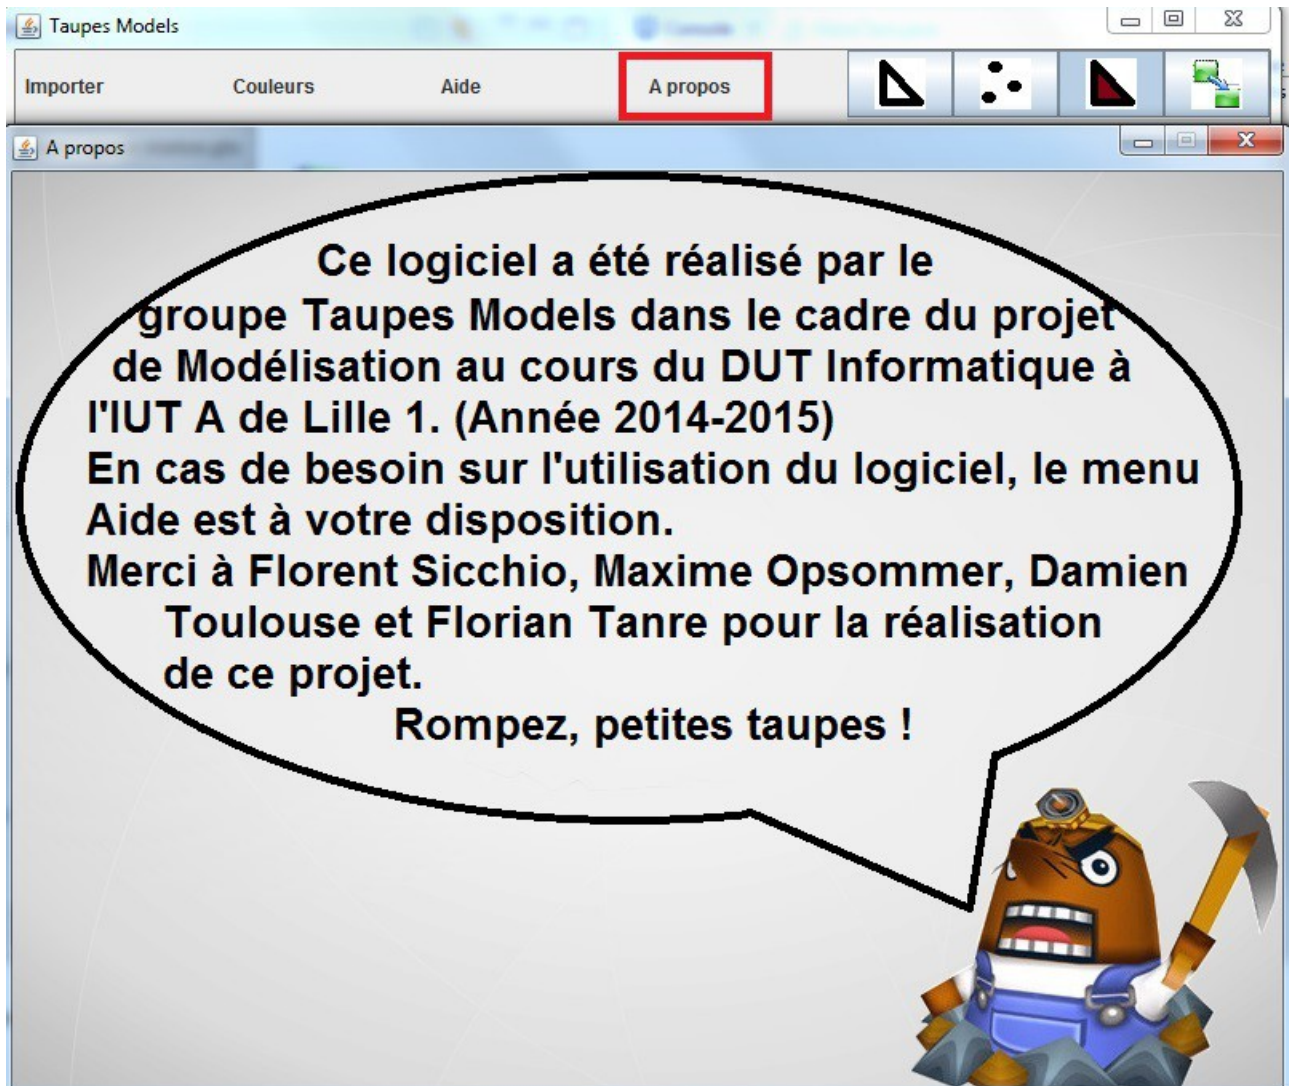 Taupes Models
Importer Couleurs Aide A propos
A propos
Ce logiciel a été réalisé par le
groupe Taupes Models dans le cadre du projet
de Modélisation au cours du DUT Informatique à
l'IUT A de Lille 1. (Année 2014-2015)
En cas de besoin sur l'utilisation du logiciel, le menu
Aide est à votre disposition.
Merci à Florent Sicchio, Maxime Opsommer, Damien
Toulouse et Florian Tanre pour la réalisation
de ce projet.
Rompez, petites taupes !